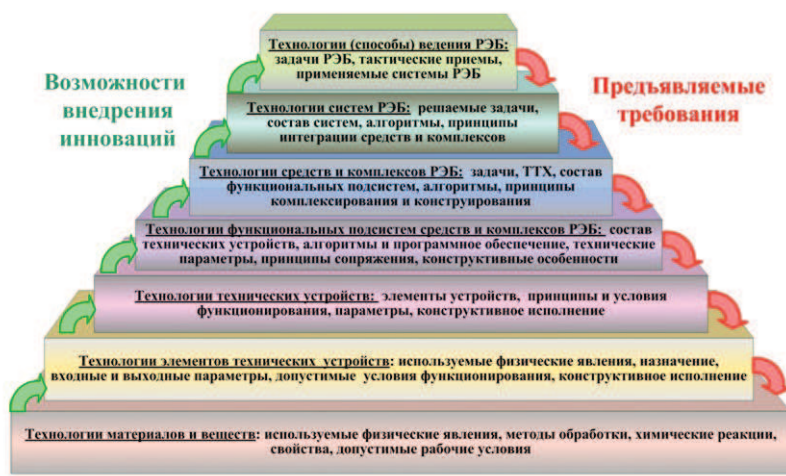 Технологии (способы) ведения РЭБ:
задачи РЭБ, тактические приемы,
применяемые системы РЭБ
Возможности
внедрения
инноваций
Предъявляемые
требования
Технологии систем РЭБ: решаемые задачи,
состав систем, алгоритмы, принципы
интеграции средств и комплексов
Технологии средств и комплексов РЭБ: задачи, ТТХ, состав
функциональных подсистем, алгоритмы, принципы
комплексирования и конструирования
Технологии функциональных подсистем средств и комплексов РЭБ: состав
технических устройств, алгоритмы и программное обеспечение, технические
параметры, принципы сопряжения, конструктивные особенности
Технологии технических устройств: элементы устройств, принципы и условия
функционирования, параметры, конструктивное исполнение
Технологии элементов технических устройств: используемые физические явления, назначение,
входные и выходные параметры, допустимые условия функционирования, конструктивное исполнение
Технологии материалов и веществ: используемые физические явления, методы обработки, химические реакции,
свойства, допустимые рабочие условия